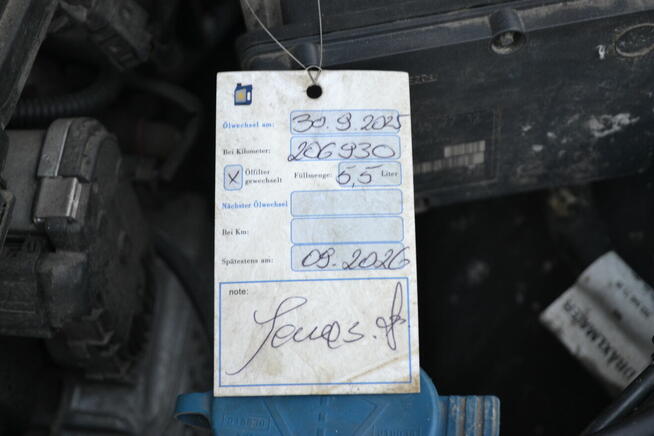 Ölwechsel am: 30.9.2025
Bei Kilometer: 206930
X Ölfilter gewechselt Füllmenge: 5,5 Liter
Nächster Ölwechsel
Bei Km:
Spätestens am: 09.2026
note:
DRÄXLMAIER